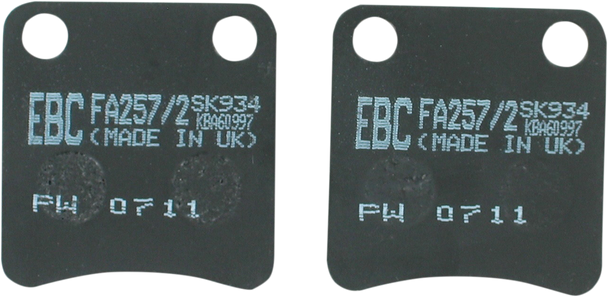 EBC FA257/2 SK934
KBA60997
(MADE IN UK)
PW 0711
EBC FA257/2 SK934
KBA60997
(MADE IN UK)
PW 0711